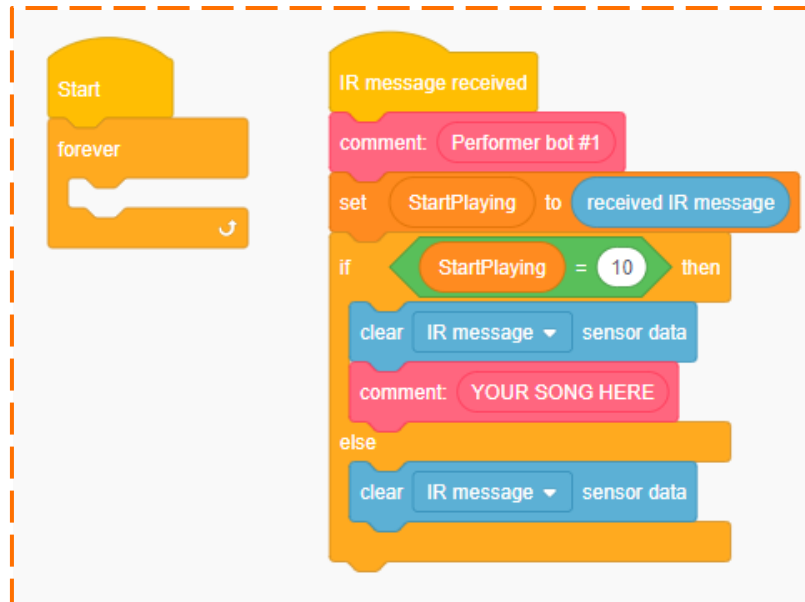 Start
forever
IR message received
comment: Performer bot #1
set StartPlaying to received IR message
if StartPlaying = 10 then
clear IR message sensor data
comment: YOUR SONG HERE
else
clear IR message sensor data